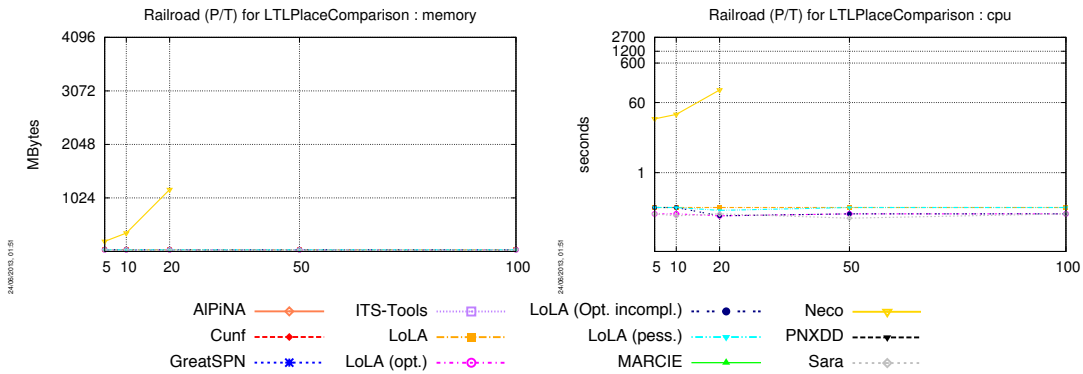 Railroad (P/T) for LTLPlaceComparison : memory
4096
3072
2048
1024
MBytes
5 10 20 50 100
24/06/2013, 01:51
Railroad (P/T) for LTLPlaceComparison : cpu
2700
1200
600
60
1
seconds
5 10 20 50 100
24/06/2013, 01:51
AlPiNA
Cunf
GreatSPN
ITS-Tools
LoLA
LoLA (opt.)
LoLA (Opt. incompl.)
LoLA (pess.)
MARCIE
Neco
PNXDD
Sara